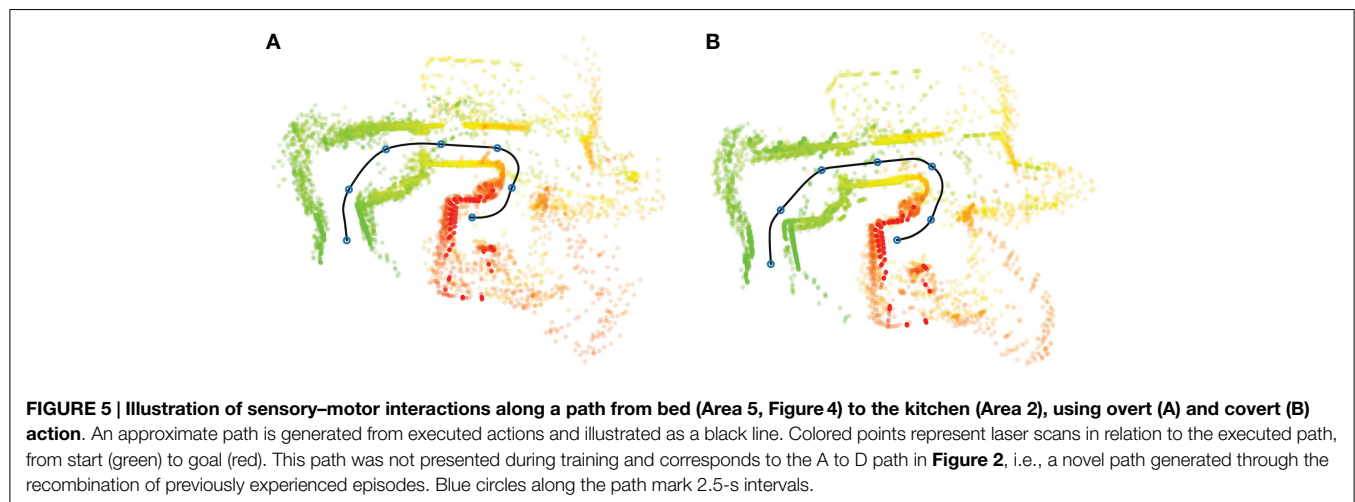 A
B
FIGURE 5 | Illustration of sensory–motor interactions along a path from bed (Area 5, Figure 4) to the kitchen (Area 2), using overt (A) and covert (B)
action. An approximate path is generated from executed actions and illustrated as a black line. Colored points represent laser scans in relation to the executed path,
from start (green) to goal (red). This path was not presented during training and corresponds to the A to D path in Figure 2, i.e., a novel path generated through the
recombination of previously experienced episodes. Blue circles along the path mark 2.5-s intervals.